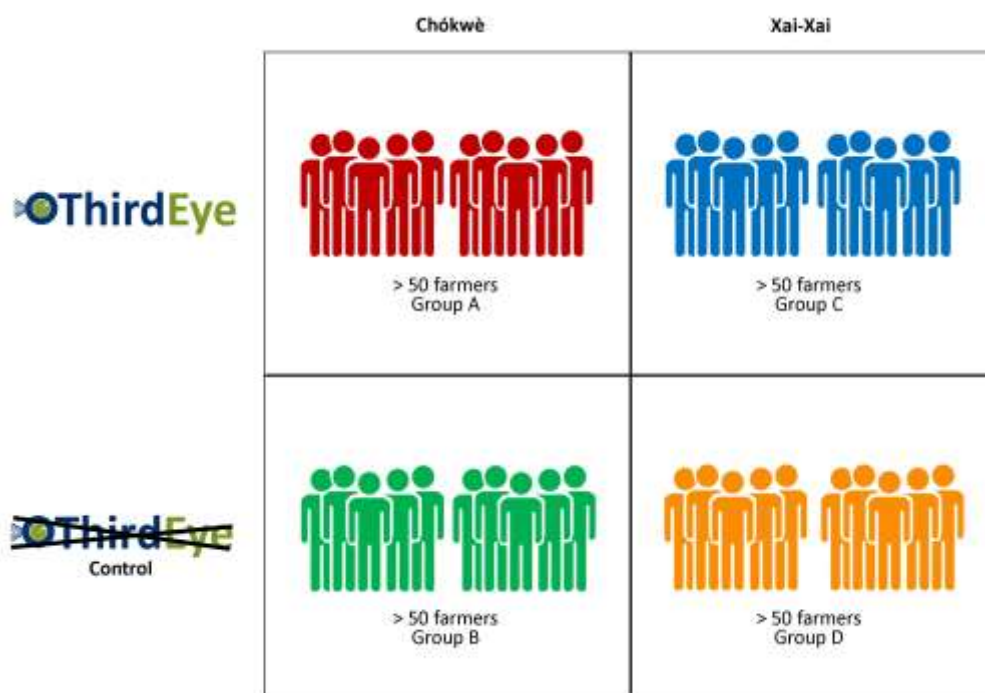 Chókwè
Xai-Xai
ThirdEye
> 50 farmers
Group A
> 50 farmers
Group C
ThirdEye
Control
> 50 farmers
Group B
> 50 farmers
Group D